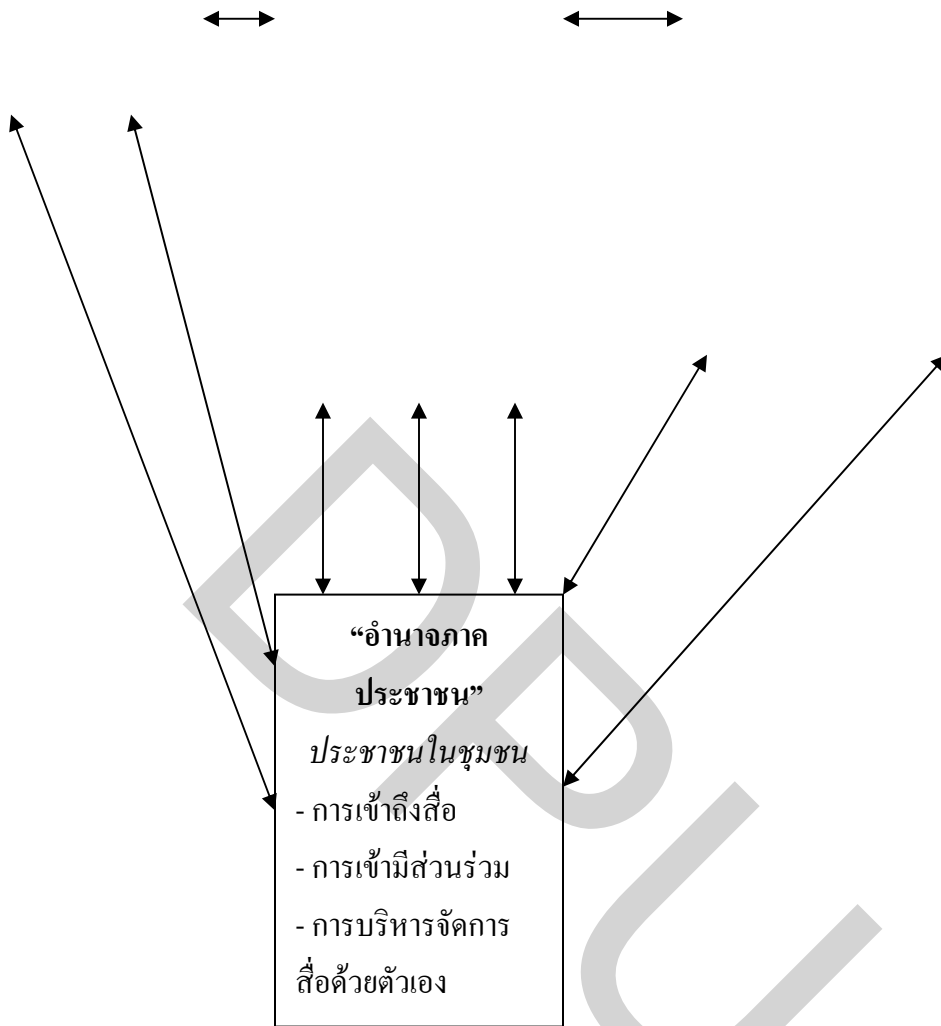 “อำนาจภาค
ประชาชน”
ประชาชนในชุมชน
- การเข้าถึงสื่อ
- การเข้ามีส่วนร่วม
- การบริหารจัดการ
สื่อด้วยตัวเอง
DPU